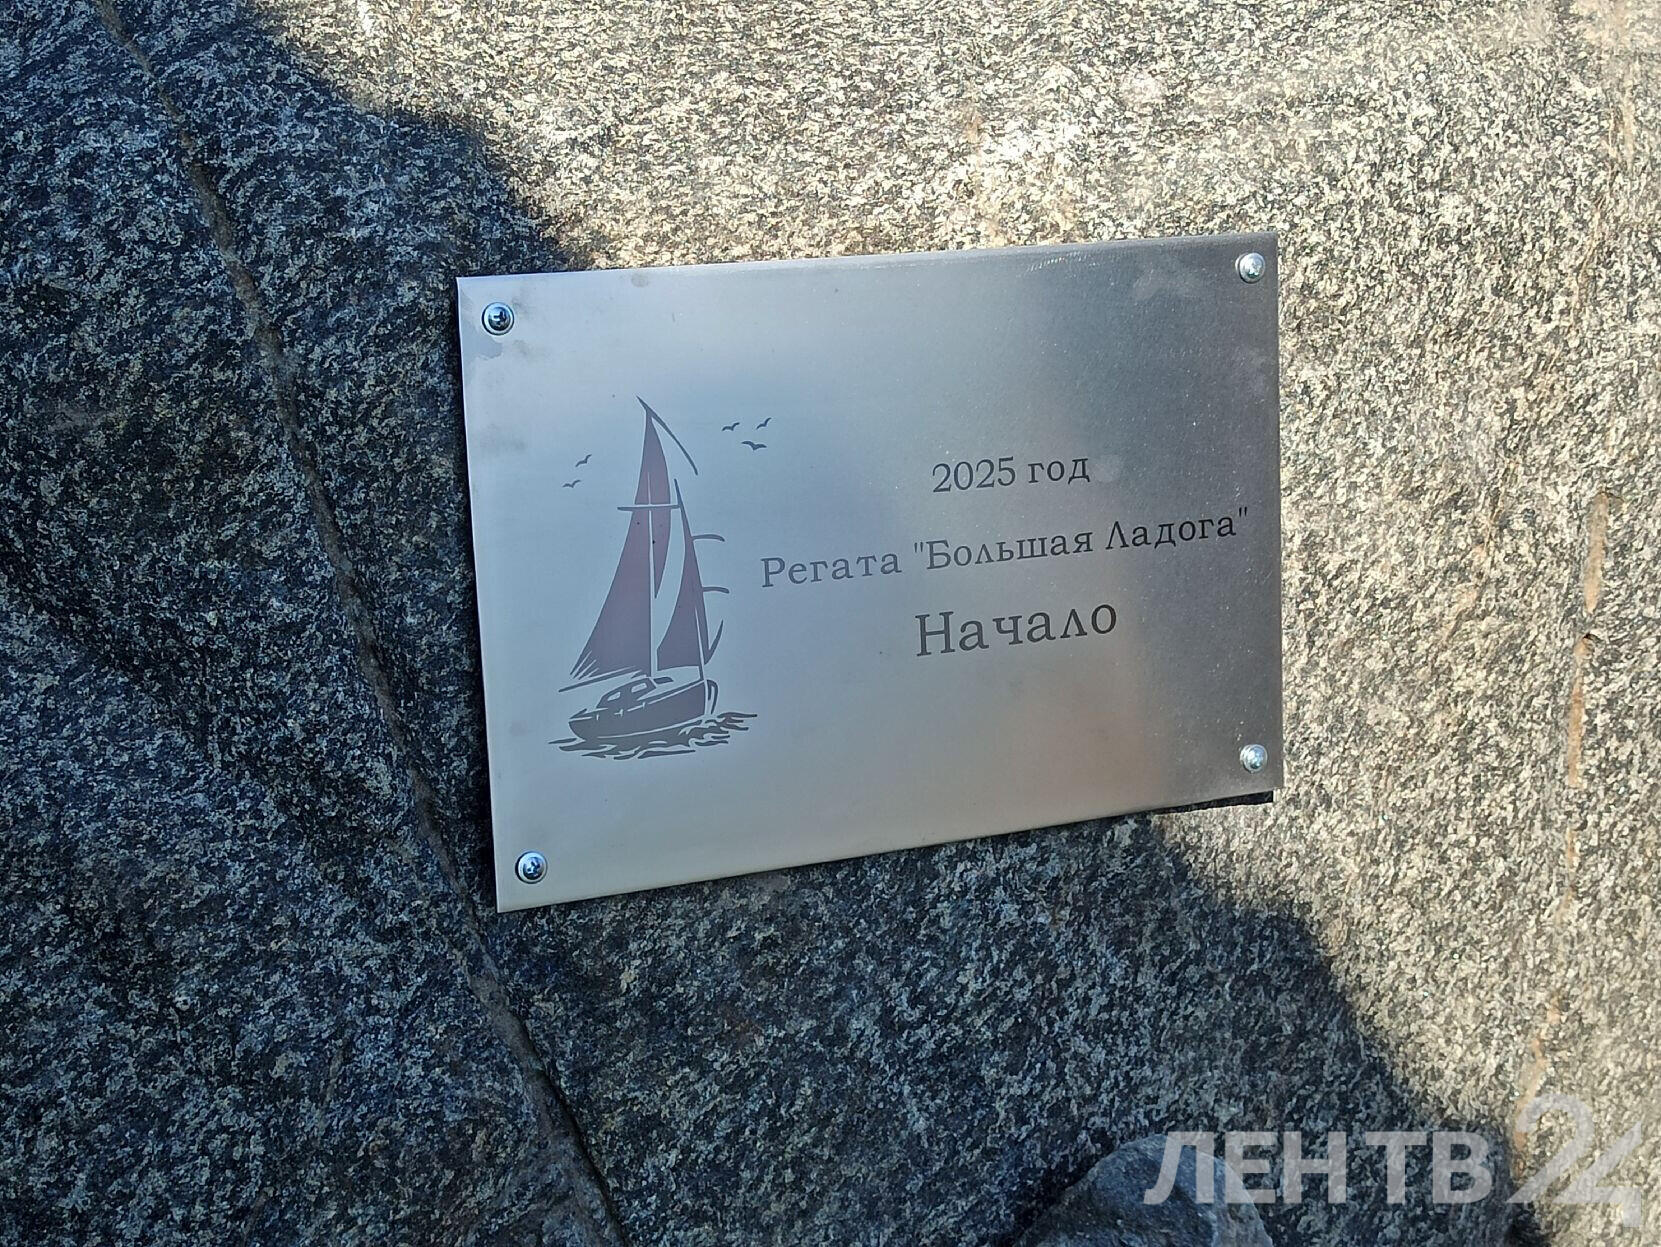 2025 год
Регата "Большая Ладога"
Начало
ЛЕНТВ24